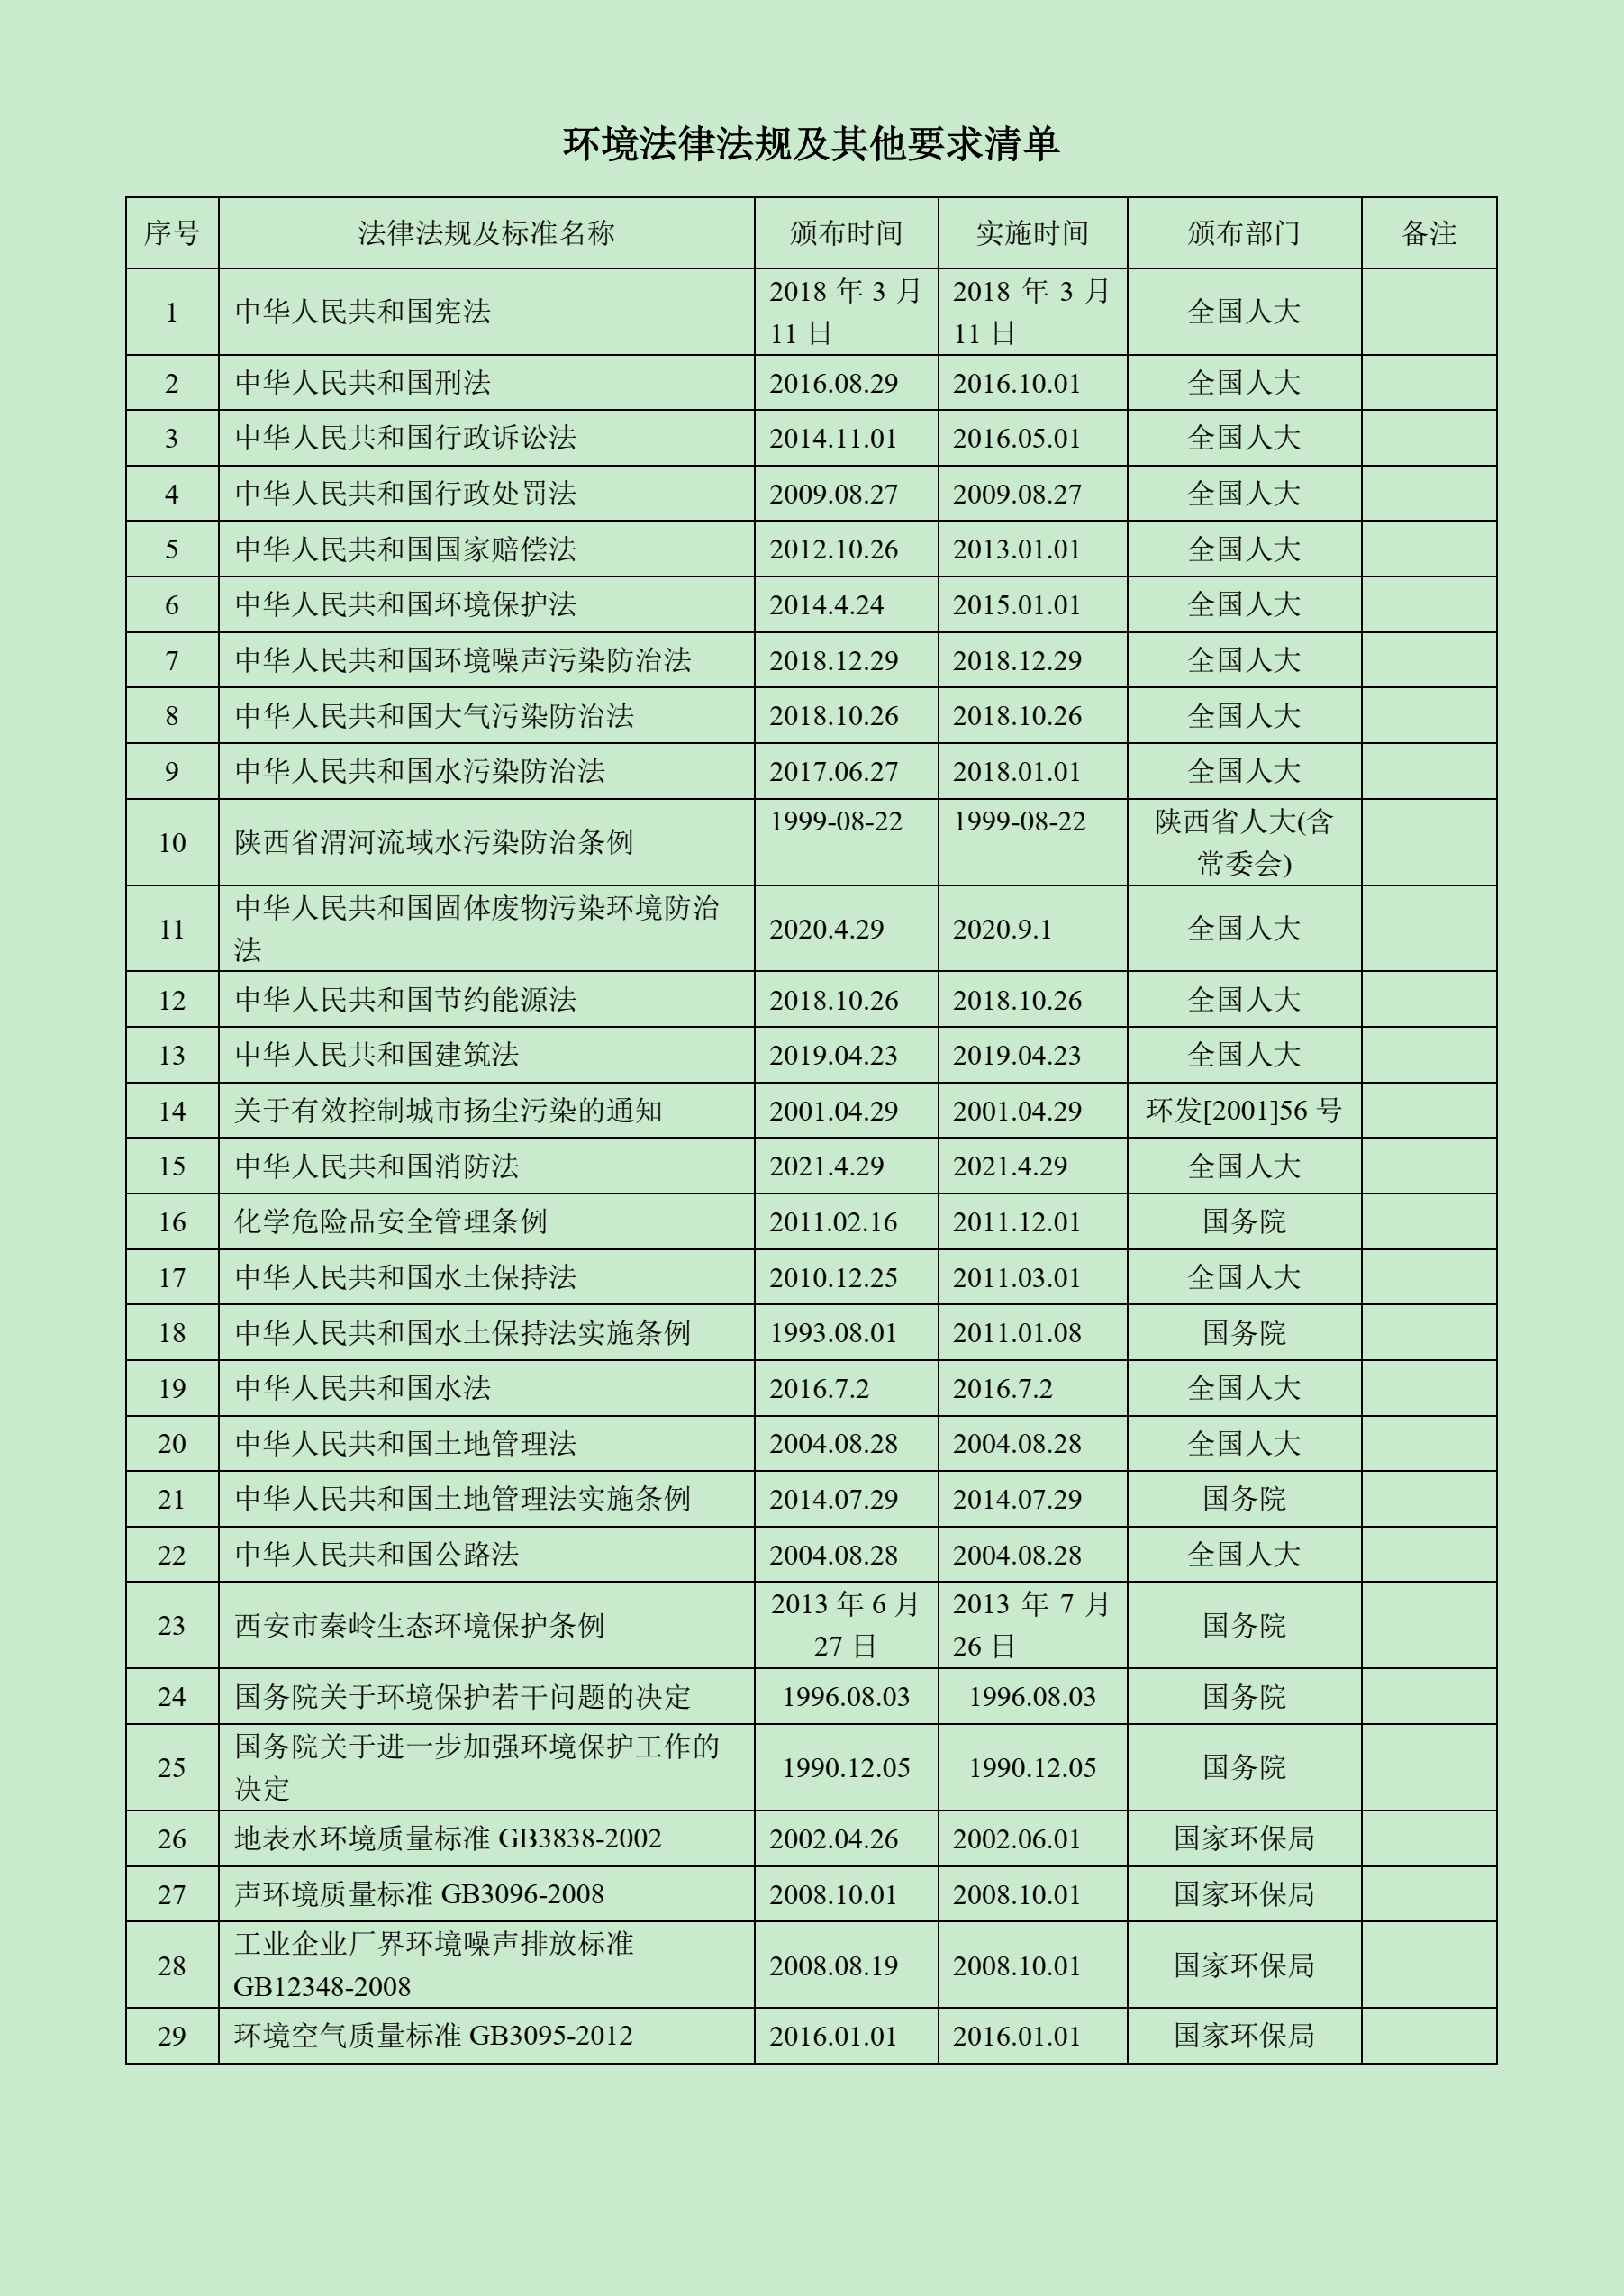 环境法律法规及其他要求清单
序号 法律法规及标准名称 颁布时间 实施时间 颁布部门 备注
1 中华人民共和国宪法 2018 年 3 月 11 日 2018 年 3 月 11 日 全国人大
2 中华人民共和国刑法 2016.08.29 2016.10.01 全国人大
3 中华人民共和国行政诉讼法 2014.11.01 2016.05.01 全国人大
4 中华人民共和国行政处罚法 2009.08.27 2009.08.27 全国人大
5 中华人民共和国国家赔偿法 2012.10.26 2013.01.01 全国人大
6 中华人民共和国环境保护法 2014.4.24 2015.01.01 全国人大
7 中华人民共和国环境噪声污染防治法 2018.12.29 2018.12.29 全国人大
8 中华人民共和国大气污染防治法 2018.10.26 2018.10.26 全国人大
9 中华人民共和国水污染防治法 2017.06.27 2018.01.01 全国人大
10 陕西省渭河流域水污染防治条例 1999-08-22 1999-08-22 陕西省人大(含常委会)
11 中华人民共和国固体废物污染环境防治法 2020.4.29 2020.9.1 全国人大
12 中华人民共和国节约能源法 2018.10.26 2018.10.26 全国人大
13 中华人民共和国建筑法 2019.04.23 2019.04.23 全国人大
14 关于有效控制城市扬尘污染的通知 2001.04.29 2001.04.29 环发[2001]56 号
15 中华人民共和国消防法 2021.4.29 2021.4.29 全国人大
16 化学危险品安全管理条例 2011.02.16 2011.12.01 国务院
17 中华人民共和国水土保持法 2010.12.25 2011.03.01 全国人大
18 中华人民共和国水土保持法实施条例 1993.08.01 2011.01.08 国务院
19 中华人民共和国水法 2016.7.2 2016.7.2 全国人大
20 中华人民共和国土地管理法 2004.08.28 2004.08.28 全国人大
21 中华人民共和国土地管理法实施条例 2014.07.29 2014.07.29 国务院
22 中华人民共和国公路法 2004.08.28 2004.08.28 全国人大
23 西安市秦岭生态环境保护条例 2013 年 6 月 27 日 2013 年 7 月 26 日 国务院
24 国务院关于环境保护若干问题的决定 1996.08.03 1996.08.03 国务院
25 国务院关于进一步加强环境保护工作的决定 1990.12.05 1990.12.05 国务院
26 地表水环境质量标准 GB3838-2002 2002.04.26 2002.06.01 国家环保局
27 声环境质量标准 GB3096-2008 2008.10.01 2008.10.01 国家环保局
28 工业企业厂界环境噪声排放标准 GB12348-2008 2008.08.19 2008.10.01 国家环保局
29 环境空气质量标准 GB3095-2012 2016.01.01 2016.01.01 国家环保局